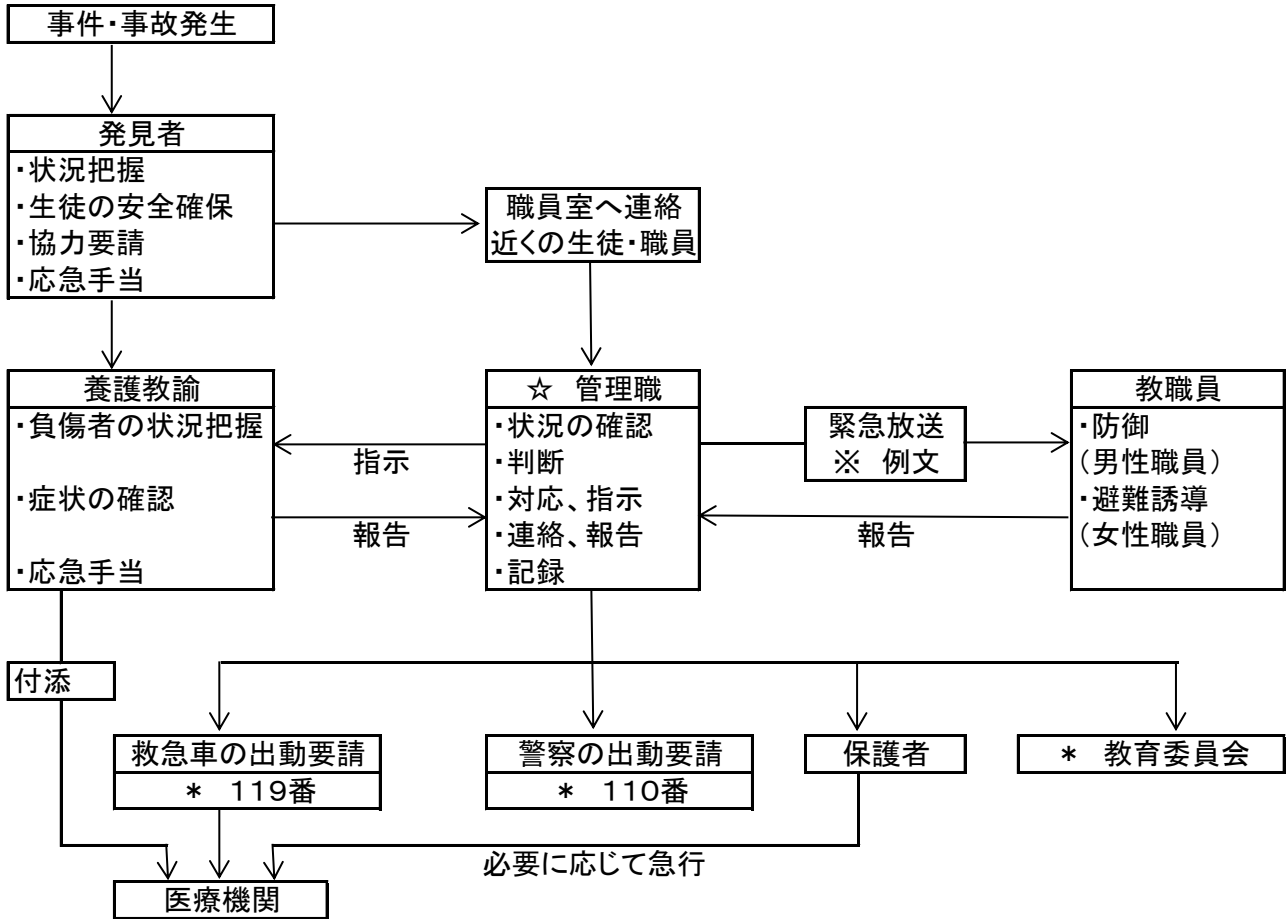 事件・事故発生
発見者
・状況把握
・生徒の安全確保
・協力要請
・応急手当
職員室へ連絡
近くの生徒・職員
養護教諭
・負傷者の状況把握
・症状の確認
・応急手当
指示
報告
☆　管理職
・状況の確認
・判断
・対応、指示
・連絡、報告
・記録
緊急放送
※　例文
報告
教職員
・防御
（男性職員）
・避難誘導
（女性職員）
付添
救急車の出動要請
*　１１９番
警察の出動要請
*　１１０番
保護者
*　教育委員会
必要に応じて急行
医療機関